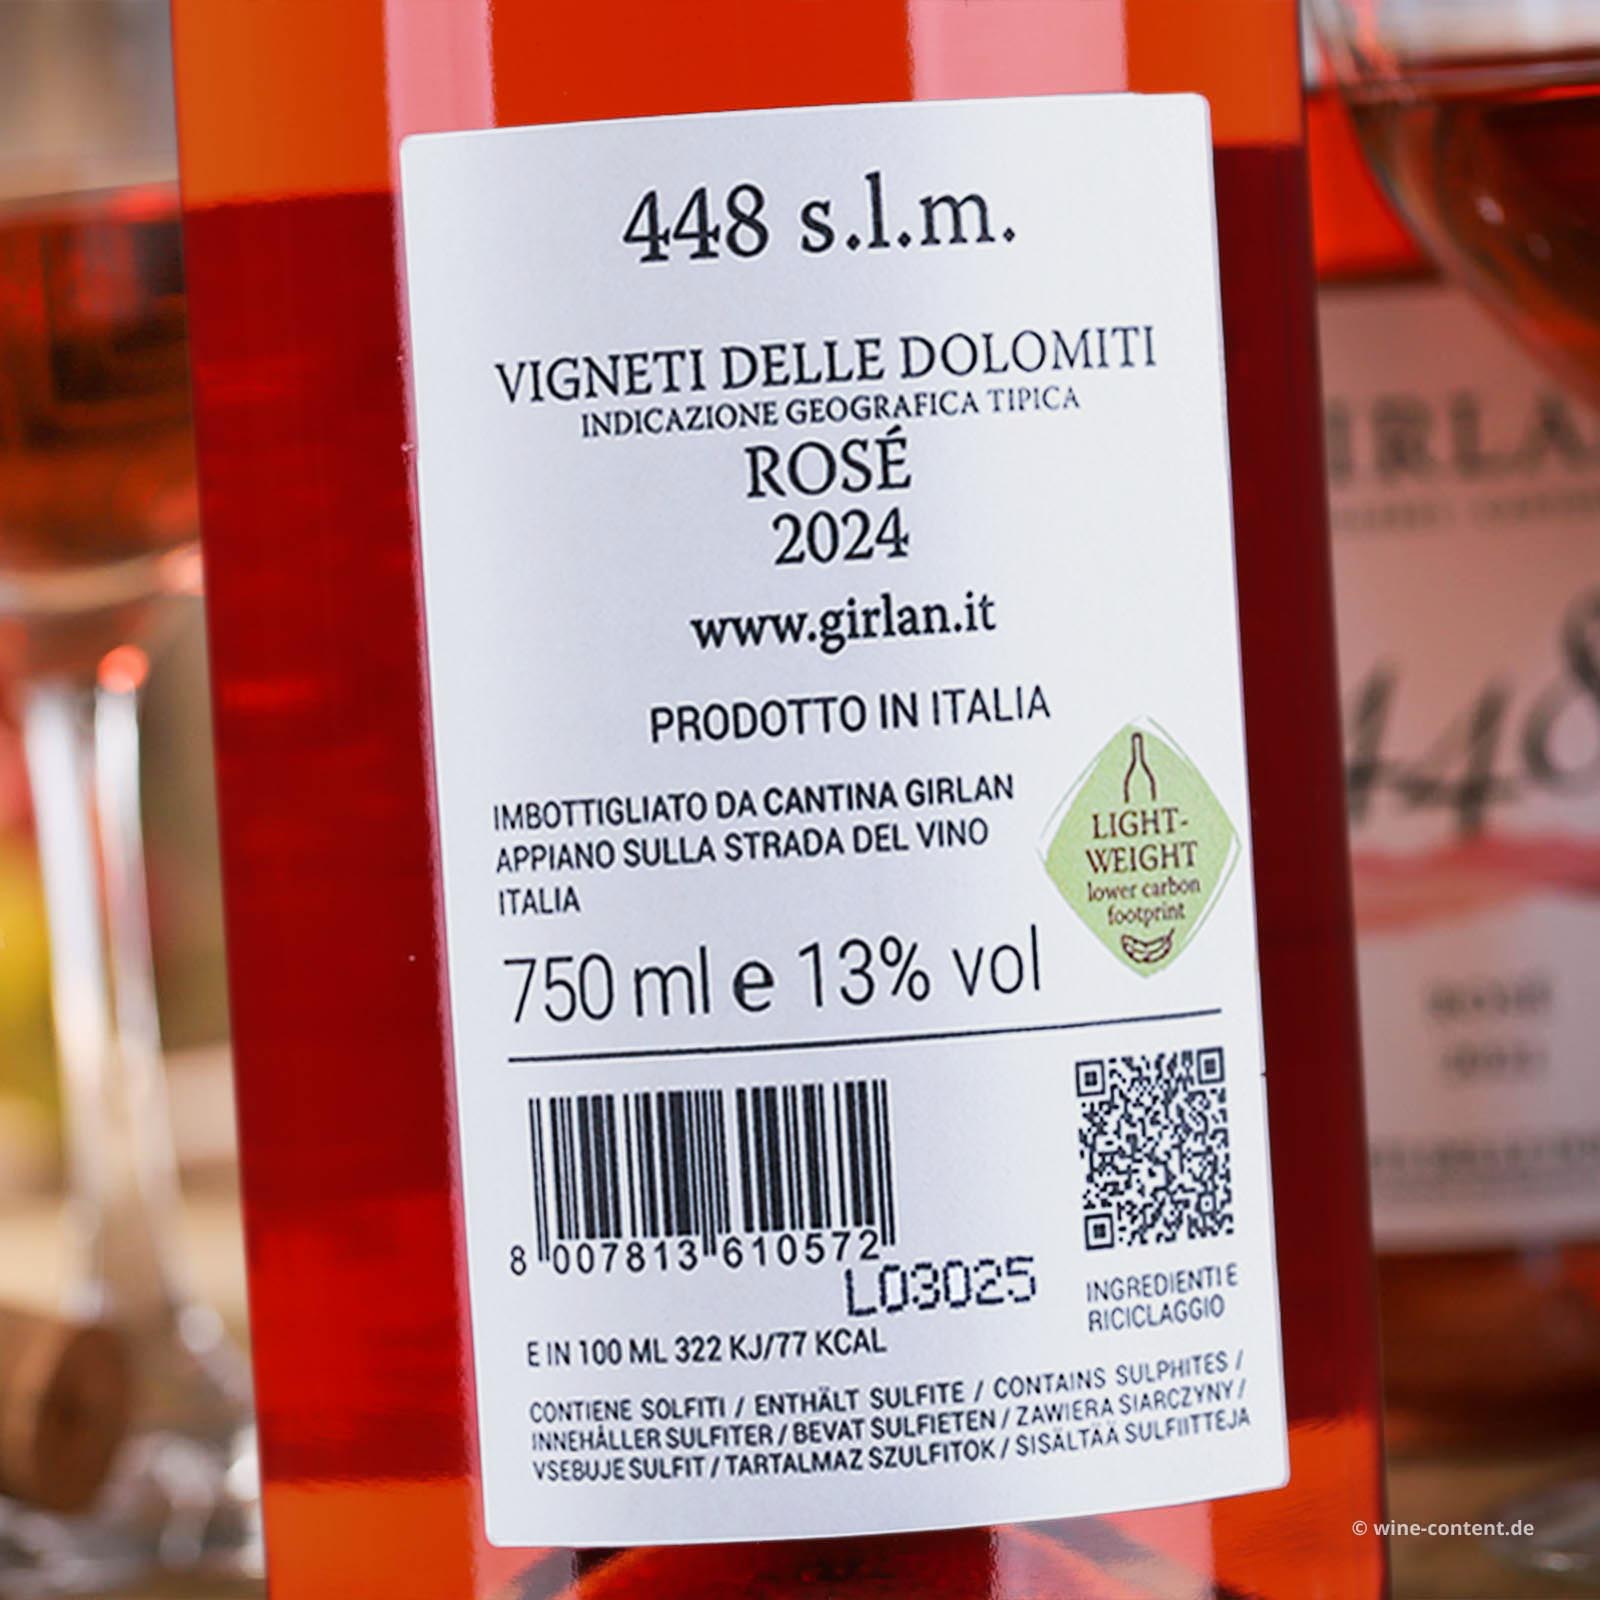 448 s.l.m.
VIGNETI DELLE DOLOMITI
INDICAZIONE GEOGRAFICA TIPICA
ROSÉ
2024
www.girlan.it
PRODOTTO IN ITALIA
IMBOTTIGLIATO DA CANTINA GIRLAN
APPIANO SULLA STRADA DEL VINO
ITALIA
LIGHT-
WEIGHT
lower carbon
footprint
750 ml e 13% vol
8 007813 610572
L03025
INGREDIENTI E
RICICLAGGIO
E IN 100 ML 322 KJ/77 KCAL
CONTIENE SOLFITI / ENTHÄLT SULFITE / CONTAINS SULPHITES /
INNEHÅLLER SULFITER / BEVAT SULFIETEN / ZAWIERA SIARCZYNY /
VSEBUJE SULFIT / TARTALMAZ SZULFITOK / SISÄLTÄÄ SULFIITTEJA
GIRLA
448
ROSÉ
© wine-content.de